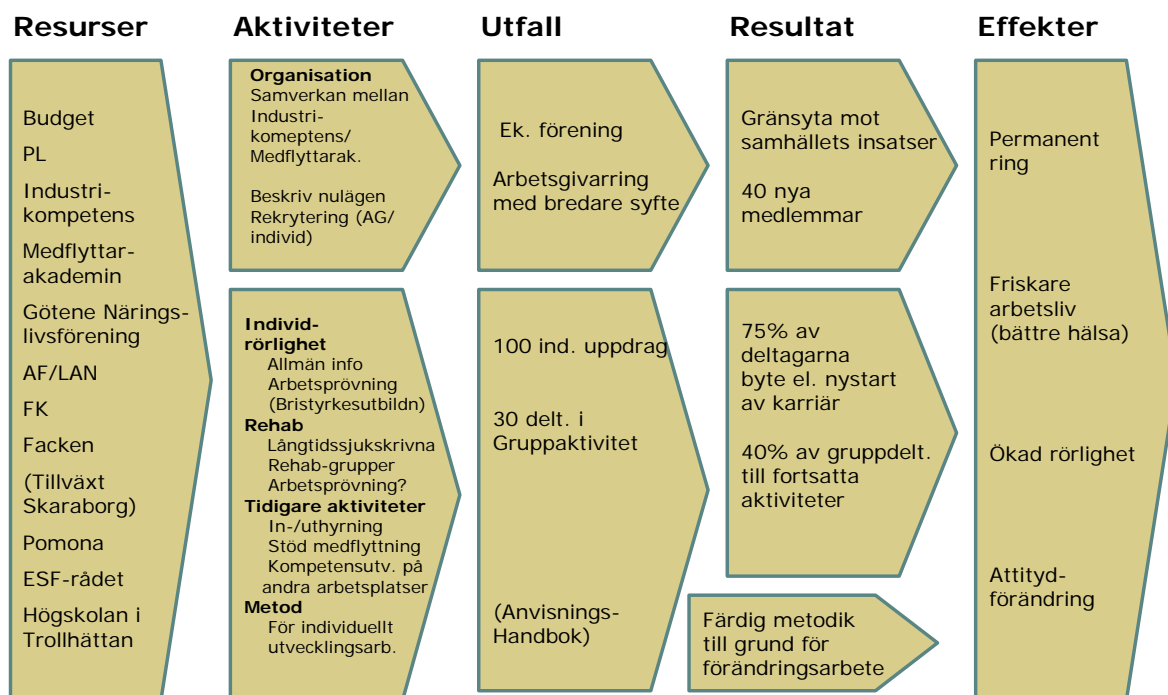 Resurser
Budget
PL
Industri-
kompetens
Medflyttar-
akademin
Götene Närings-
livsförening
AF/LAN
FK
Facken
(Tillväxt
Skaraborg)
Pomona
ESF-rådet
Högskolan i
Trollhättan
Aktiviteter
Organisation
Samverkan mellan
Industri-
komeptens/
Medflyttarak.
Beskriv nulägen
Rekrytering (AG/
individ)
Individ-
rörlighet
Allmän info
Arbetsprövning
(Bristyrkesutbildn)
Rehab
Långtidssjukskrivna
Rehab-grupper
Arbetsprövning?
Tidigare aktiviteter
In-/uthyrning
Stöd medflyttning
Kompetensutv. på
andra arbetsplatser
Metod
För individuellt
utvecklingsarb.
Utfall
Ek. förening
Arbetsgivarring
med bredare syfte
100 ind. uppdrag
30 delt. i
Gruppaktivitet
(Anvisnings-
Handbok)
Resultat
Gränsyta mot
samhällets insatser
40 nya
medlemmar
75% av
deltagarna
byte el. nystart
av karriär
40% av gruppdelt.
till fortsatta
aktiviteter
Färdig metodik
till grund för
förändringsarbete
Effekter
Permanent
ring
Friskare
arbetsliv
(bättre hälsa)
Ökad rörlighet
Attityd-
förändring